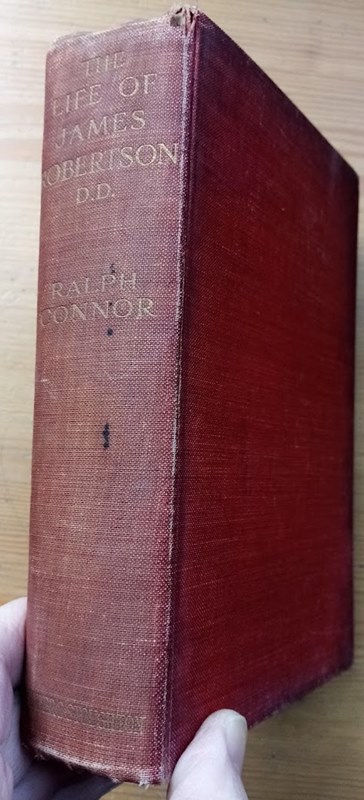 THE
LIFE OF
JAMES
ROBERTSON
D.D.
RALPH
CONNOR